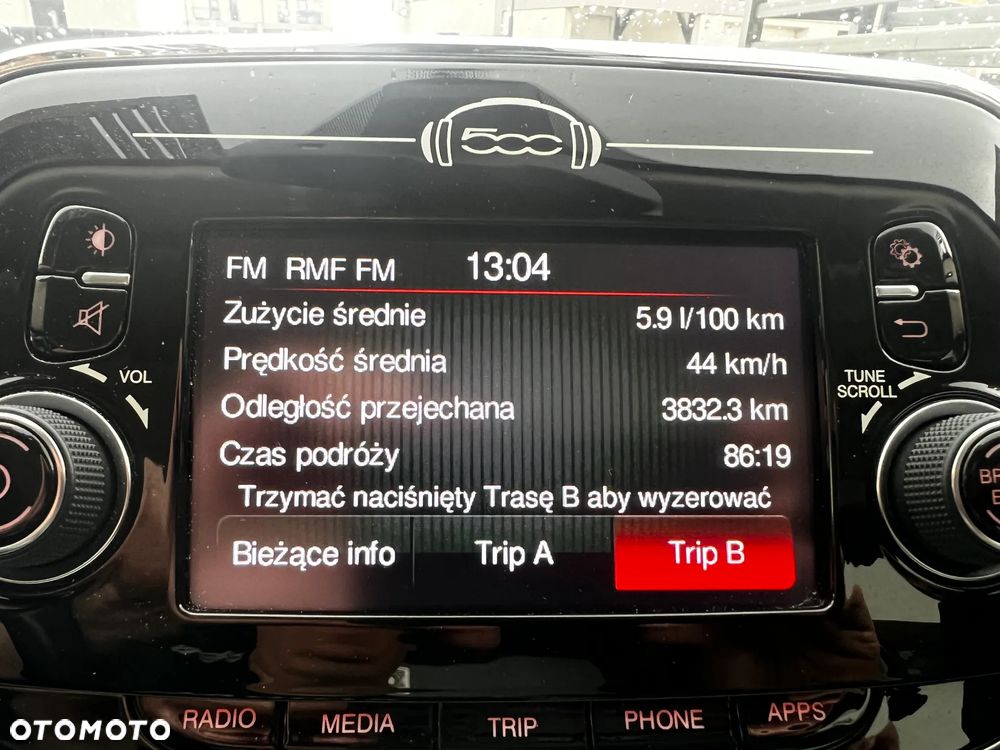 500
FM RMF FM 13:04
Zużycie średnie 5.9 l/100 km
Prędkość średnia 44 km/h
Odległość przejechana 3832.3 km
Czas podróży 86:19
Trzymać naciśnięty Trasę B aby wyzerować
Bieżące info Trip A Trip B
VOL
TUNE
SCROLL
RADIO MEDIA TRIP PHONE APPS
OTOMOTO